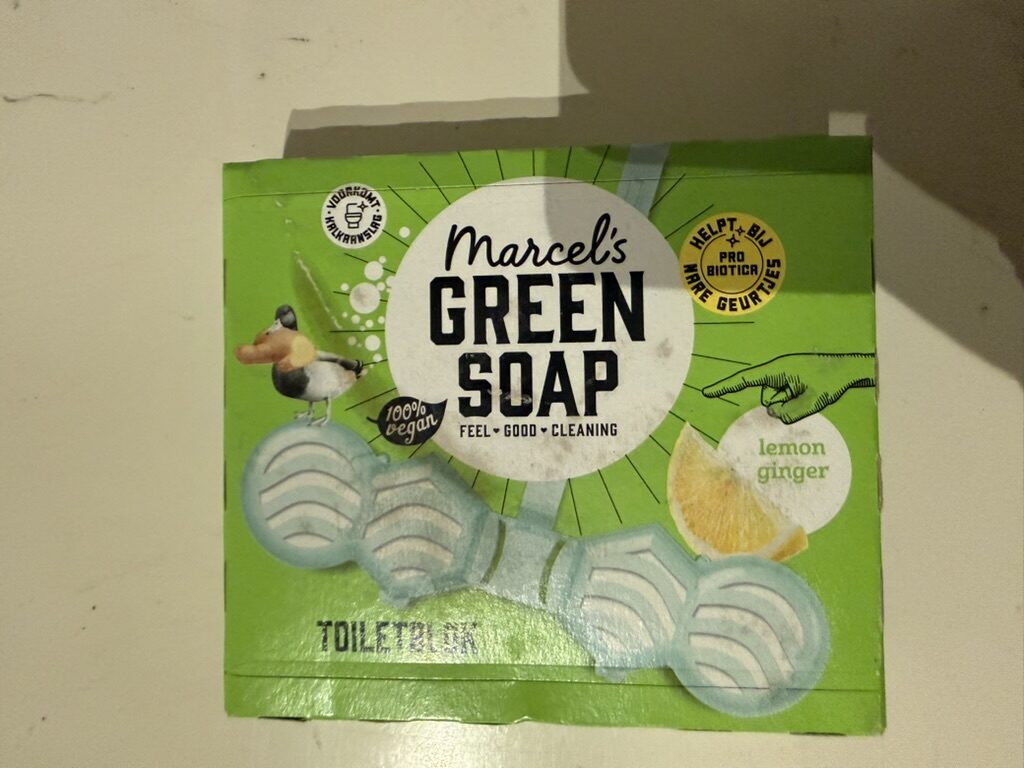 VOORKOMT
KALKAANSLAG
Marcel's
GREEN
SOAP
FEEL ♥ GOOD ♥ CLEANING
HELPT BIJ
PRO
BIOTICA
NARE GEURTJES
100%
vegan
lemon
ginger
TOILETBLOK